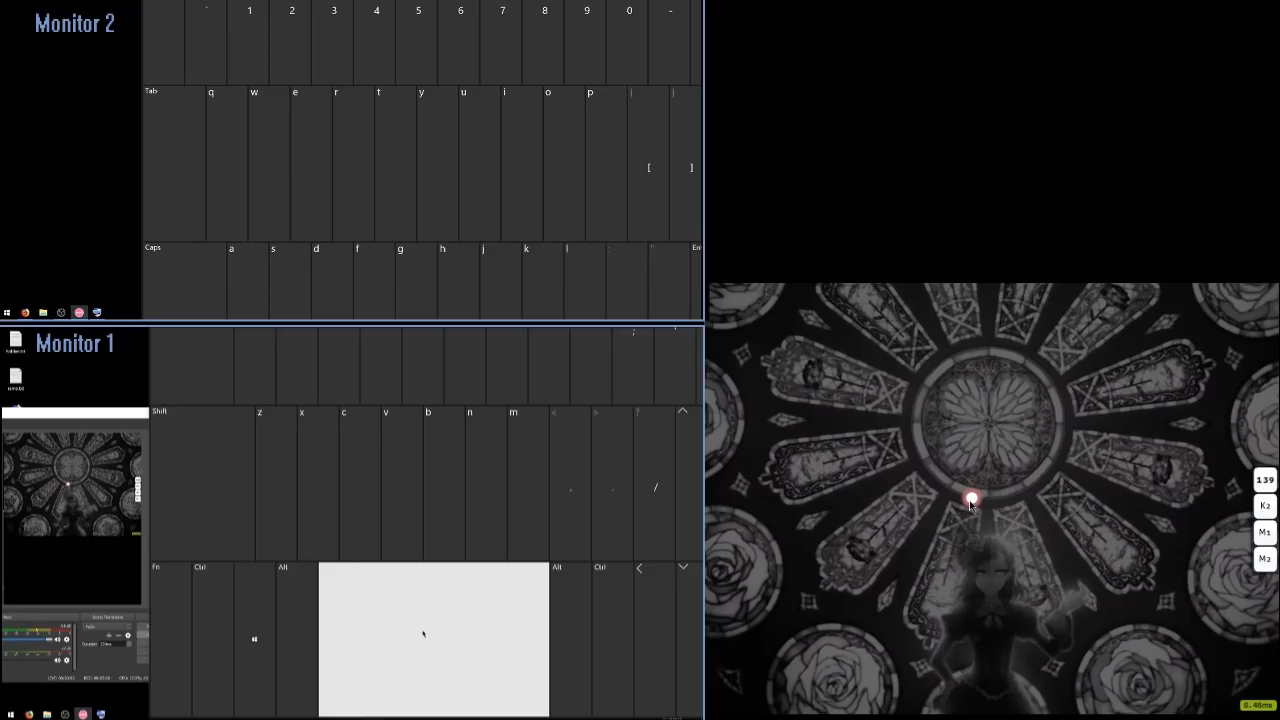 Monitor 2
` 1 2 3 4 5 6 7 8 9 0 -
Tab q w e r t y u i o p
[ ]
Caps a s d f g h j k l
Monitor 1
Shift z x c v b n m < > ?
, . /
Fn Ctrl Alt Alt Ctrl
139
K2
M1
M2